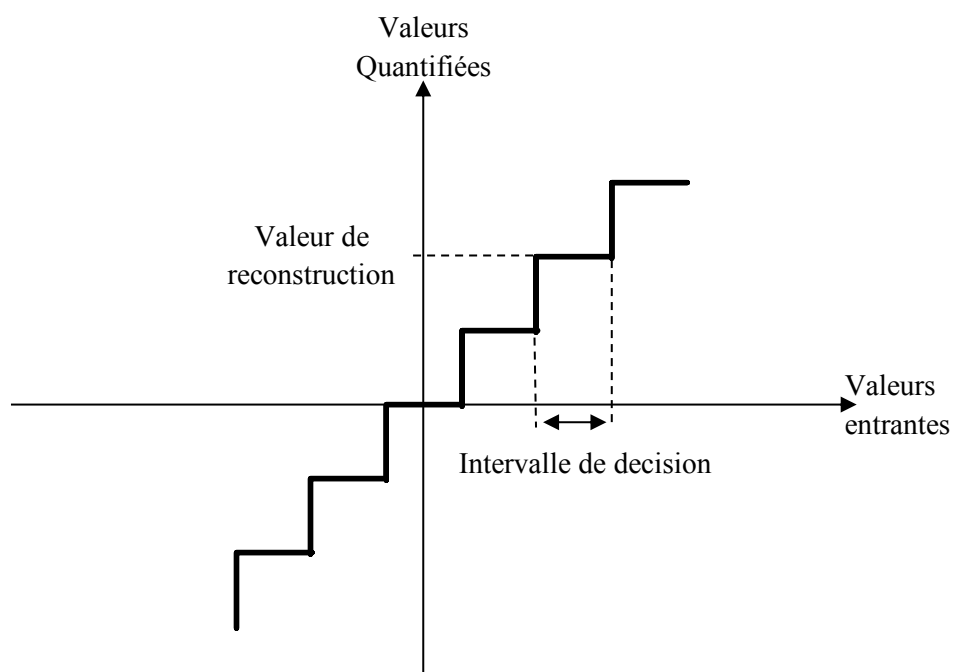 Valeurs
Quantifiées
Valeur de
reconstruction
Valeurs
entrantes
Intervalle de decision